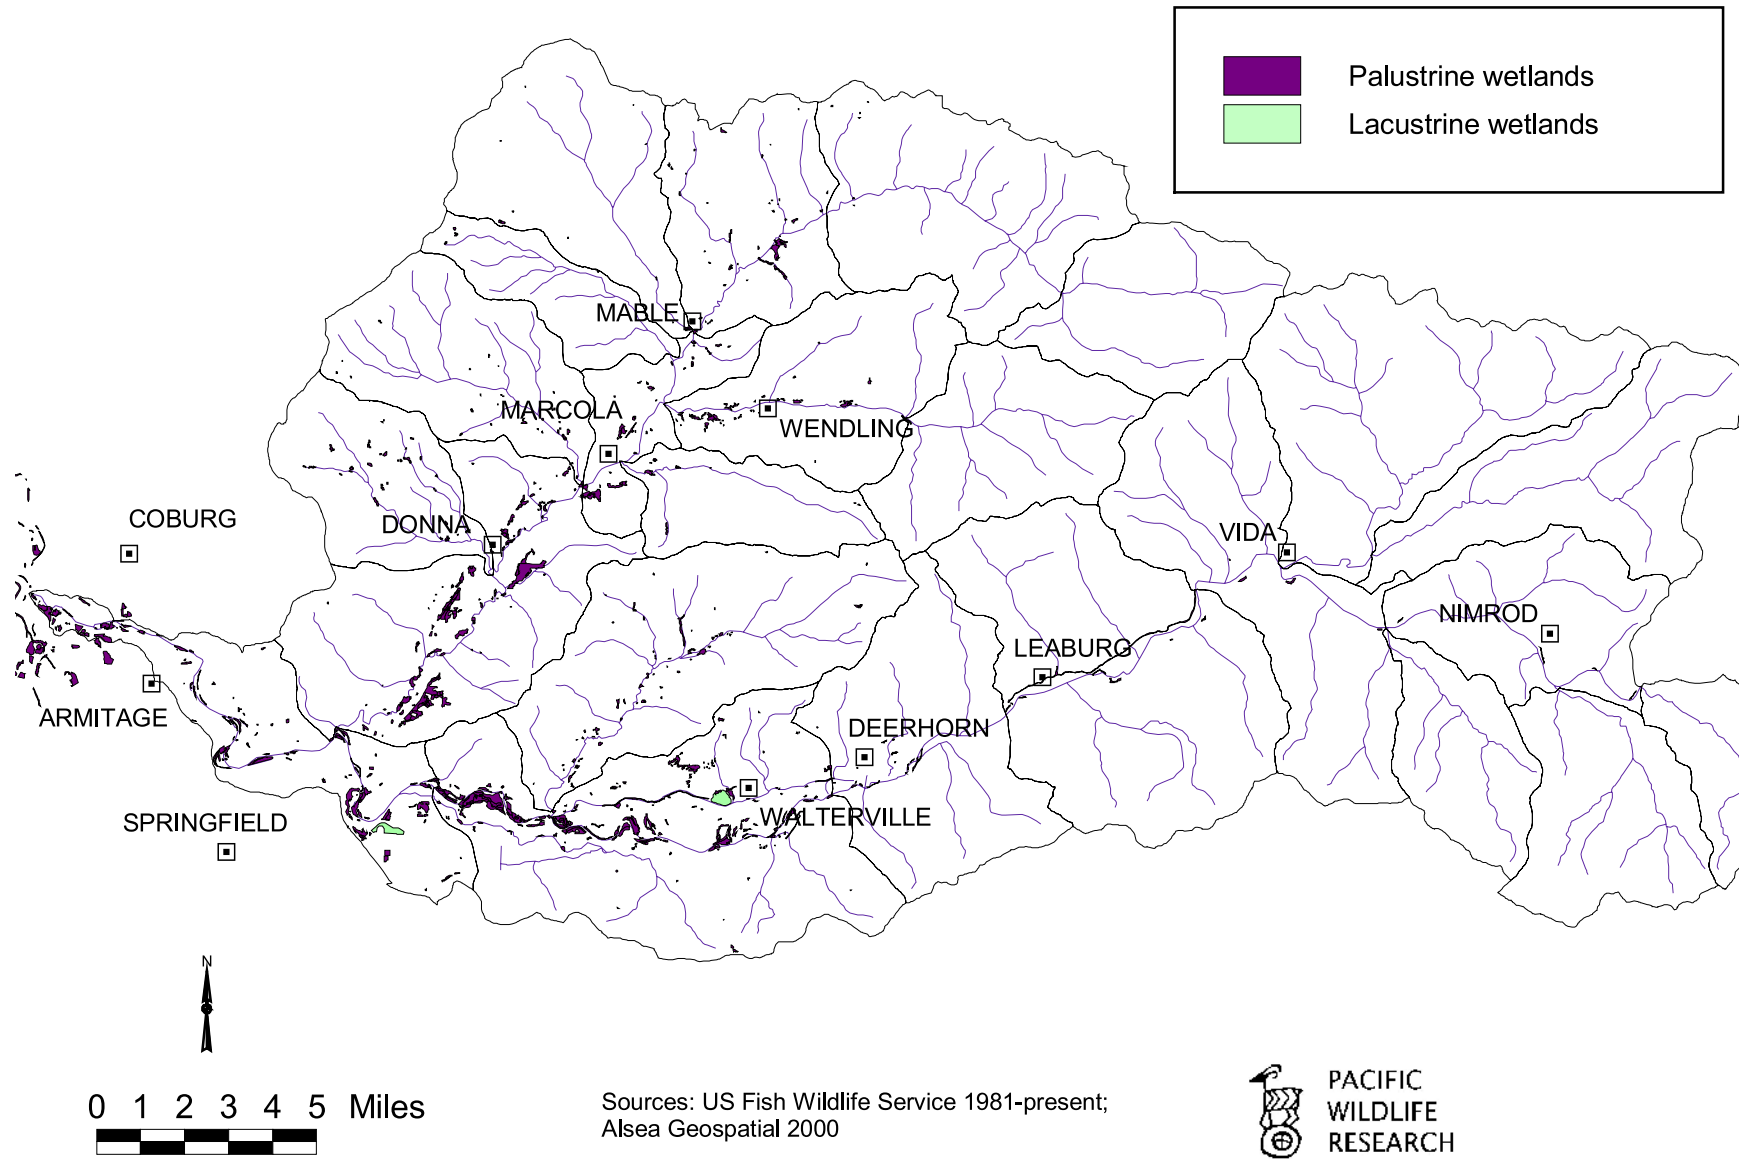 Palustrine wetlands
Lacustrine wetlands
MABLE
MARCOLA
WENDLING
COBURG
DONNA
VIDA
NIMROD
LEABURG
ARMITAGE
DEERHORN
SPRINGFIELD
WALTERVILLE
N
0 1 2 3 4 5 Miles
Sources: US Fish Wildlife Service 1981-present;
Alsea Geospatial 2000
PACIFIC
WILDLIFE
RESEARCH